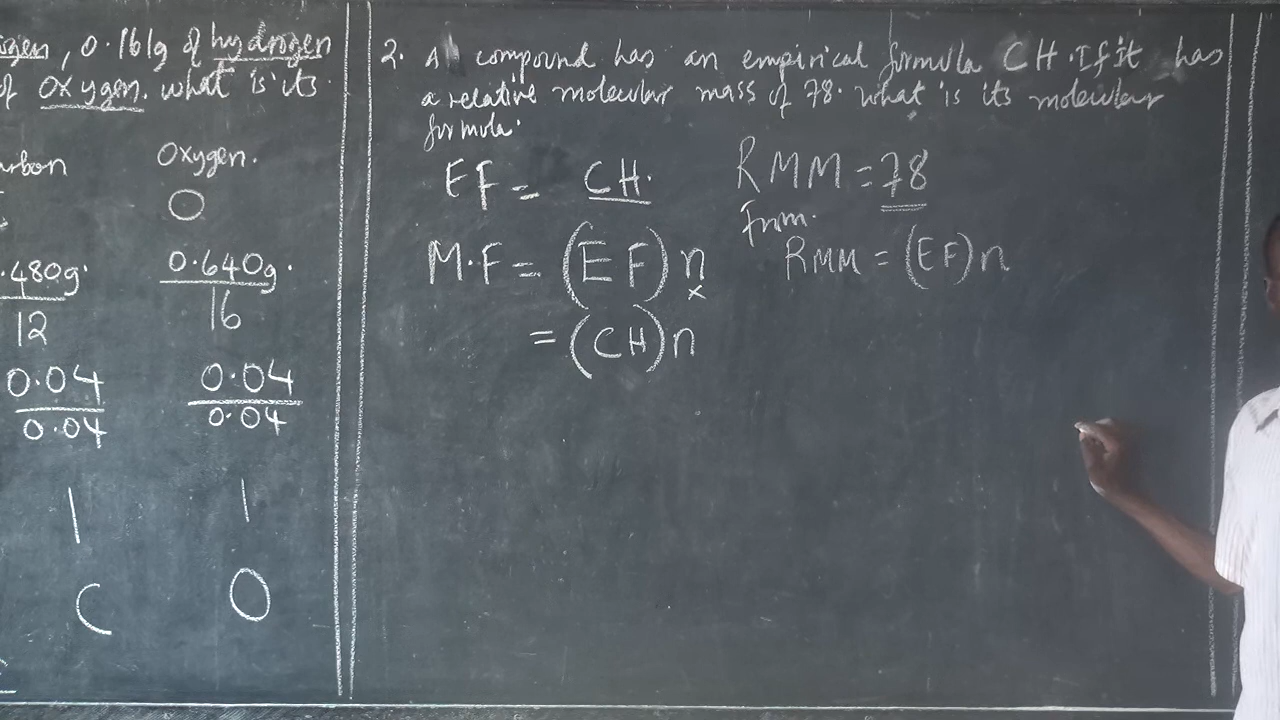 , 0.161g of hydrogen
of oxygen. what is its
Oxygen.
O
.480g. 0.640g.
12 16
0.04 0.04
0.04 0.04
1 1
C O
2. A compound has an empirical formula CH. If it has
a relative molecular mass of 78. what is its molecular
formula.
EF = CH. RMM = 78
From.
M.F = (EF)n RMM = (EF)n
x
= (CH)n